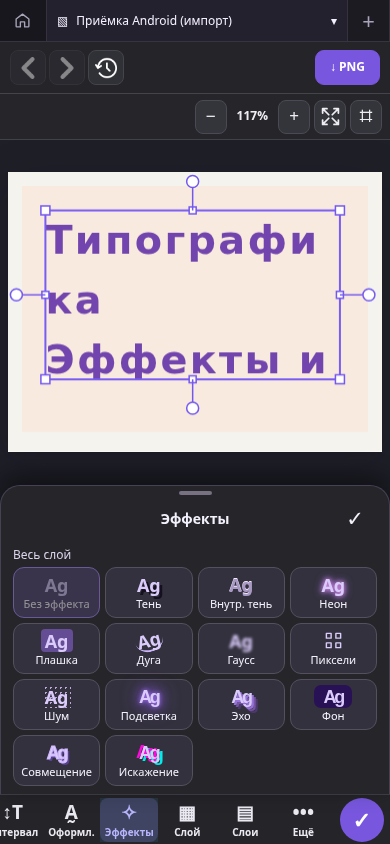 Приёмка Android (импорт)
↓ PNG
− 117% +
Типографи
ка
Эффекты и
Эффекты ✓
Весь слой
Ag Ag Ag Ag
Без эффекта Тень Внутр. тень Неон
Ag Ag Ag
Плашка Дуга Гаусс Пиксели
Ag Ag Ag Ag
Шум Подсветка Эхо Фон
Ag Ag
Совмещение Искажение
тервал Оформл. Эффекты Слой Слои Ещё